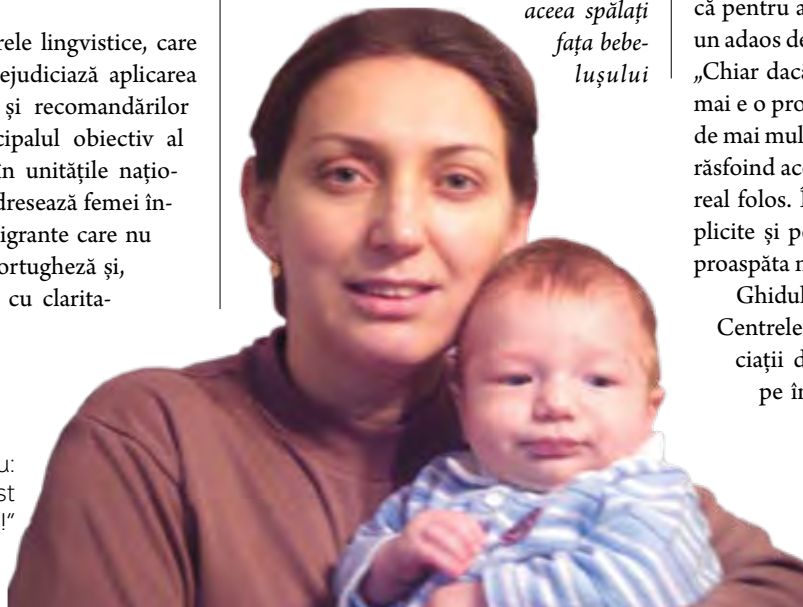 rele lingvistice, care
ejudiciază aplicarea
și recomandărilor
cipalul obiectiv al
în unitățile națio-
dresează femei în-
igrante care nu
ortugheză și,
cu clarita-
u:
st
!”
aceea spălați
fața bebe-
lușului
că pentru a
un adaos de
„Chiar dacă
mai e o pro
de mai mul
răsfoind ace
real folos. Î
plicite și pe
proaspăta m
Ghidul
Centrele
ciații d
pe în